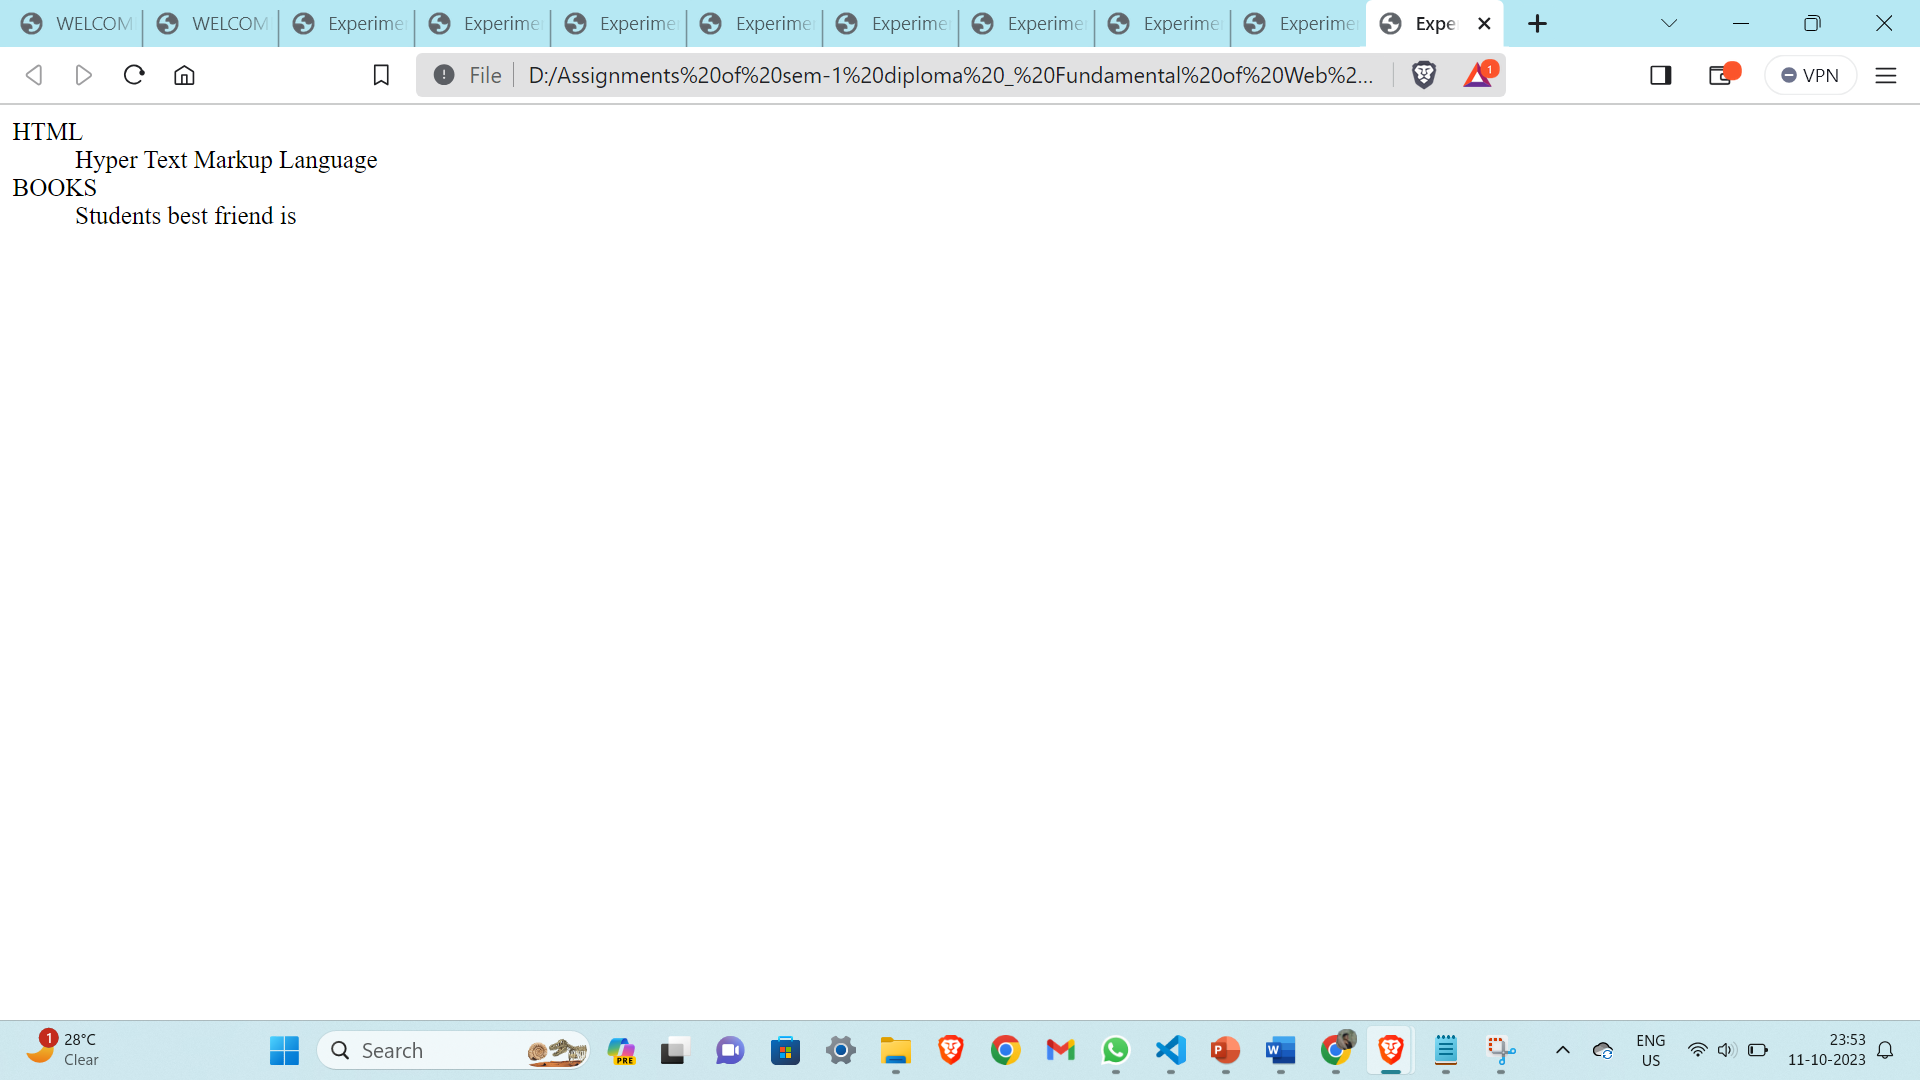 WELCOM
WELCOM
Experime
Experime
Experime
Experime
Experime
Experime
Experime
Experime
Expe
File
D:/Assignments%20of%20sem-1%20diploma%20_%20Fundamental%20of%20Web%2...
1
VPN
HTML
Hyper Text Markup Language
BOOKS
Students best friend is
1
28°C
Clear
Search
PRE
P
W
ENG
US
23:53
11-10-2023